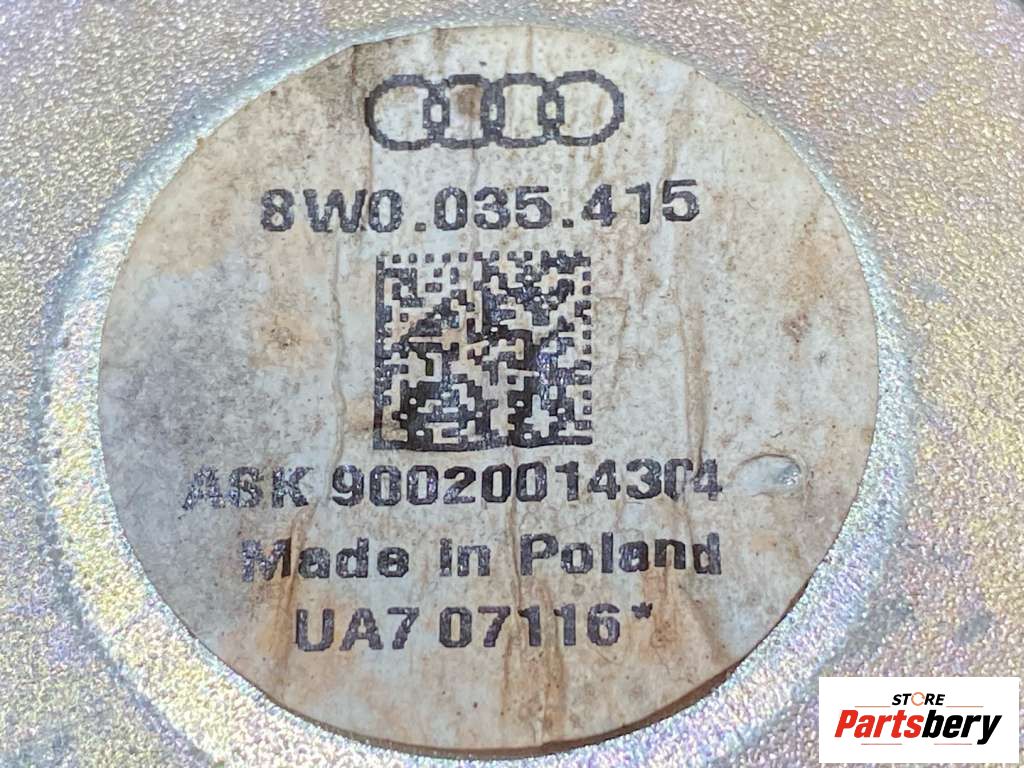 8W0.035.415
ASK 90020014304
Made in Poland
UA7 07116*
STORE
Partsbery